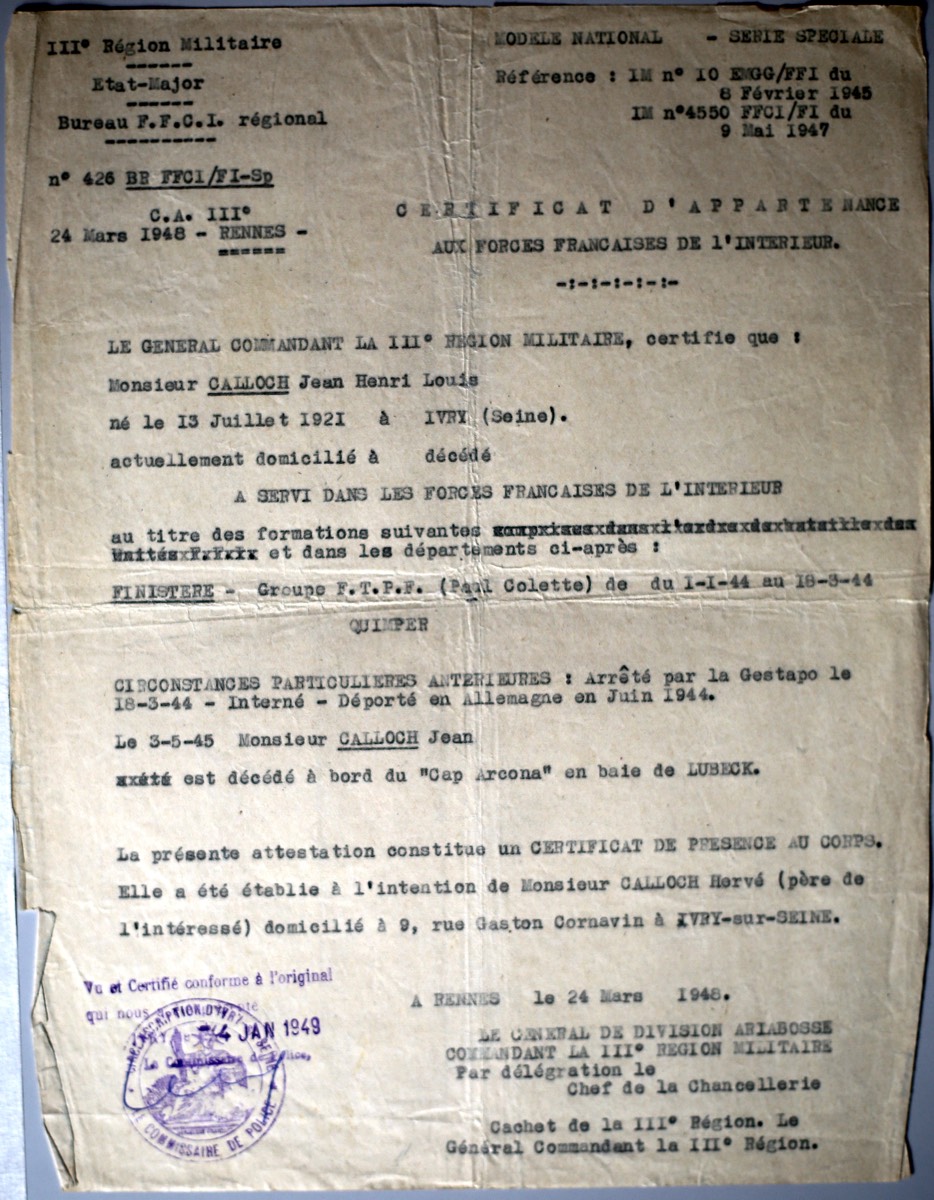 III° Région Militaire
Etat-Major
Bureau F.F.C.I. régional
n° 426 BR FFCI/FI-Sp
C.A. III°
24 Mars 1948 - RENNES -
MODELE NATIONAL - SERIE SPECIALE
Référence : IM n° 10 EMGG/FFI du
8 Février 1945
IM n°4550 FFCI/FI du
9 Mai 1947
CERTIFICAT D'APPARTENANCE
AUX FORCES FRANCAISES DE L'INTERIEUR.
-:-:-:-:-:-
LE GENERAL COMMANDANT LA III° REGION MILITAIRE, certifie que :
Monsieur CALLOCH Jean Henri Louis
né le 13 Juillet 1921 à IVRY (Seine).
actuellement domicilié à décédé
A SERVI DANS LES FORCES FRANCAISES DE L'INTERIEUR
au titre des formations suivantes
et dans les départements ci-après :
FINISTERE - Groupe F.T.P.F. (Paul Colette) de du 1-1-44 au 18-3-44
QUIMPER
CIRCONSTANCES PARTICULIERES ANTERIEURES : Arrêté par la Gestapo le
18-3-44 - Interné - Déporté en Allemagne en Juin 1944.
Le 3-5-45 Monsieur CALLOCH Jean
est décédé à bord du "Cap Arcona" en baie de LUBECK.
La présente attestation constitue un CERTIFICAT DE PRESENCE AU CORPS.
Elle a été établie à l'intention de Monsieur CALLOCH Hervé (père de
l'intéressé) domicilié à 9, rue Gaston Cornavin à IVRY-sur-SEINE.
Vu et Certifié conforme à l'original
qui nous
4 JAN 1949
COMMISSAIRE DE POLICE
A RENNES le 24 Mars 1948.
LE GENERAL DE DIVISION ARLABOSSE
COMMANDANT LA III° REGION MILITAIRE
Par délégration le
Chef de la Chancellerie
Cachet de la III° Région. Le
Général Commandant la III° Région.